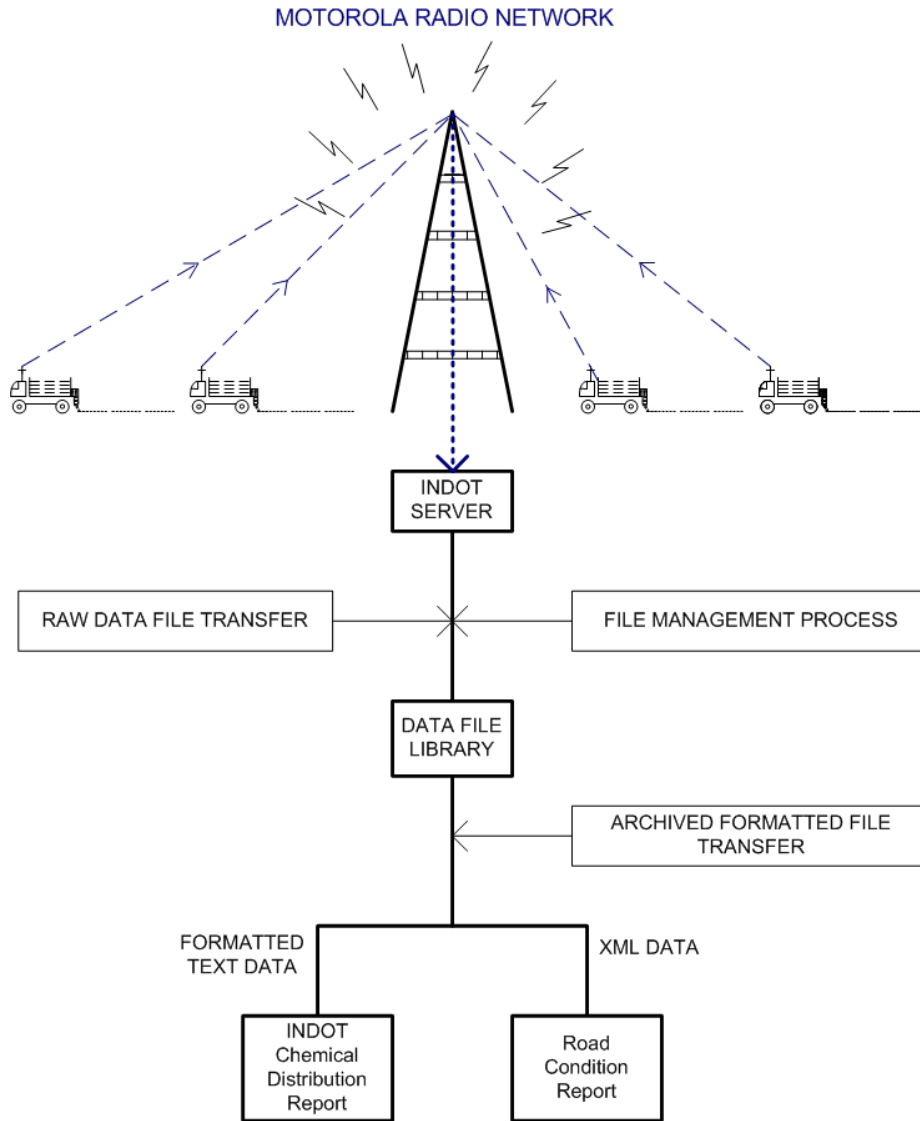 MOTOROLA RADIO NETWORK
INDOT
SERVER
RAW DATA FILE TRANSFER
FILE MANAGEMENT PROCESS
DATA FILE
LIBRARY
ARCHIVED FORMATTED FILE
TRANSFER
FORMATTED
TEXT DATA
XML DATA
INDOT
Chemical
Distribution
Report
Road
Condition
Report